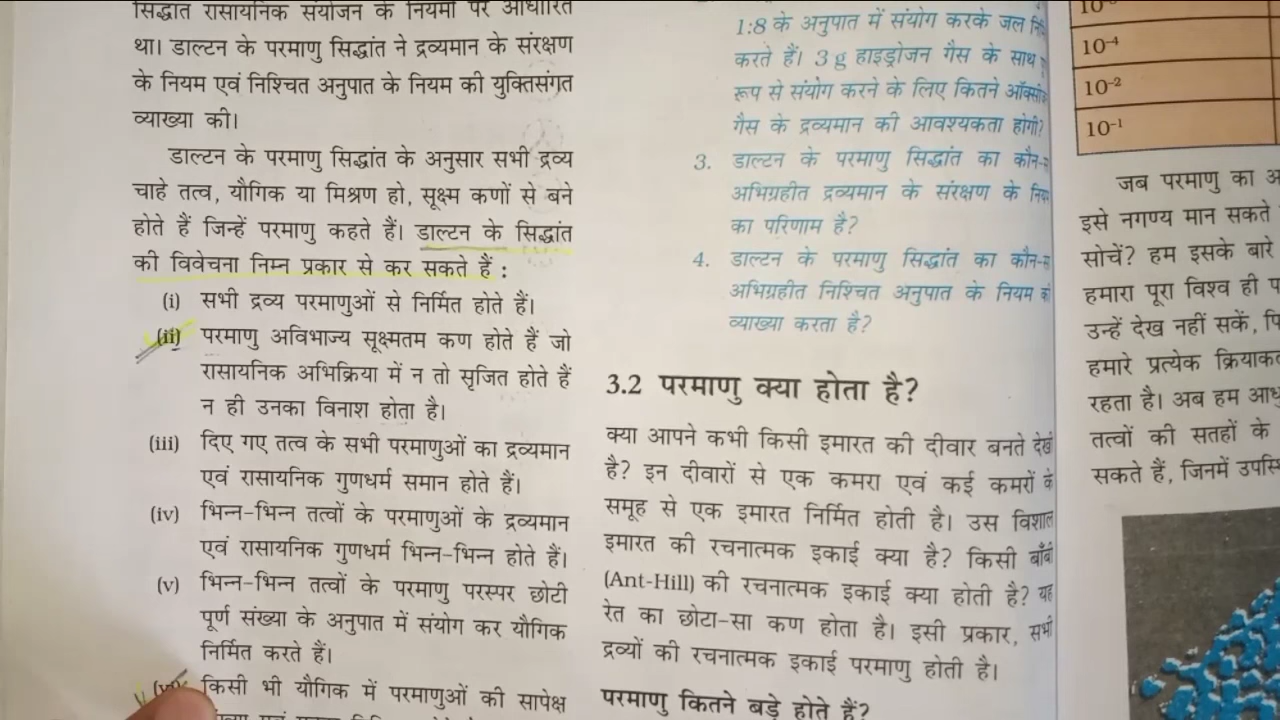 सिद्धांत रासायनिक संयोजन के नियमों पर आधारित
था। डाल्टन के परमाणु सिद्धांत ने द्रव्यमान के संरक्षण
के नियम एवं निश्चित अनुपात के नियम की युक्तिसंगत
व्याख्या की।
डाल्टन के परमाणु सिद्धांत के अनुसार सभी द्रव्य
चाहे तत्व, यौगिक या मिश्रण हो, सूक्ष्म कणों से बने
होते हैं जिन्हें परमाणु कहते हैं। डाल्टन के सिद्धांत
की विवेचना निम्न प्रकार से कर सकते हैं :
(i) सभी द्रव्य परमाणुओं से निर्मित होते हैं।
(ii) परमाणु अविभाज्य सूक्ष्मतम कण होते हैं जो
रासायनिक अभिक्रिया में न तो सृजित होते हैं
न ही उनका विनाश होता है।
(iii) दिए गए तत्व के सभी परमाणुओं का द्रव्यमान
एवं रासायनिक गुणधर्म समान होते हैं।
(iv) भिन्न-भिन्न तत्वों के परमाणुओं के द्रव्यमान
एवं रासायनिक गुणधर्म भिन्न-भिन्न होते हैं।
(v) भिन्न-भिन्न तत्वों के परमाणु परस्पर छोटी
पूर्ण संख्या के अनुपात में संयोग कर यौगिक
निर्मित करते हैं।
किसी भी यौगिक में परमाणुओं की सापेक्ष
1:8 के अनुपात में संयोग करके जल
करते हैं। 3 g हाइड्रोजन गैस के साथ
रूप से संयोग करने के लिए कितने
गैस के द्रव्यमान की आवश्यकता होगी?
3. डाल्टन के परमाणु सिद्धांत का
अभिग्रहीत द्रव्यमान के संरक्षण के
का परिणाम है?
4. डाल्टन के परमाणु सिद्धांत का
अभिग्रहीत निश्चित अनुपात के नियम
व्याख्या करता है?
3.2 परमाणु क्या होता है?
क्या आपने कभी किसी इमारत की दीवार बनते
है? इन दीवारों से एक कमरा एवं कई कमरों के
समूह से एक इमारत निर्मित होती है। उस विशाल
इमारत की रचनात्मक इकाई क्या है? किसी बाँबी
(Ant-Hill) की रचनात्मक इकाई क्या होती है? यह
रेत का छोटा-सा कण होता है। इसी प्रकार, सभी
द्रव्यों की रचनात्मक इकाई परमाणु होती है।
परमाणु कितने बड़े होते हैं?
10⁻⁴
10⁻²
10⁻¹
जब परमाणु का
इसे नगण्य मान सकते
सोचें? हम इसके बारे
हमारा पूरा विश्व ही
उन्हें देख नहीं सकें,
हमारे प्रत्येक
रहता है। अब हम
तत्वों की सतहों के
सकते हैं, जिनमें